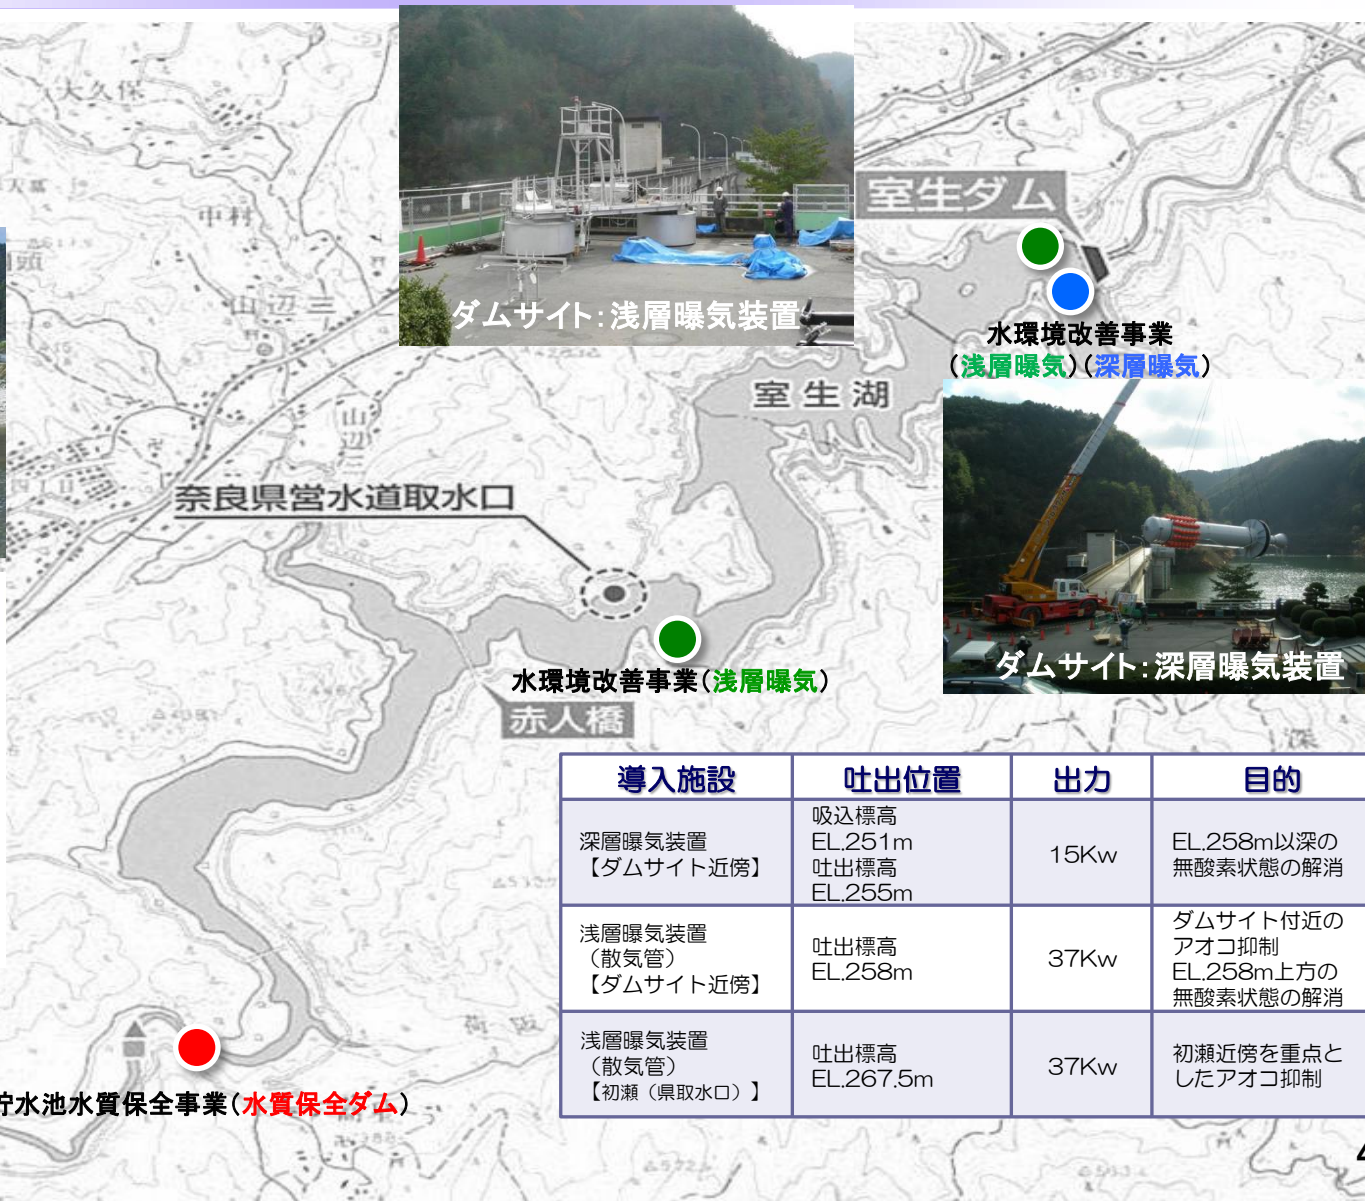 大久保
中村
山辺三
山辺三
室生ダム
ダムサイト：浅層曝気装置
水環境改善事業
（浅層曝気）（深層曝気）
室生湖
奈良県営水道取水口
ダムサイト：深層曝気装置
水環境改善事業（浅層曝気）
赤人橋
深
導入施設 吐出位置 出力 目的
深層曝気装置
【ダムサイト近傍】
吸込標高
EL.251m
吐出標高
EL.255m
15Kw
EL.258m以深の
無酸素状態の解消
浅層曝気装置
（散気管）
【ダムサイト近傍】
吐出標高
EL.258m
37Kw
ダムサイト付近の
アオコ抑制
EL.258m上方の
無酸素状態の解消
浅層曝気装置
（散気管）
【初瀬（県取水口）】
吐出標高
EL.267.5m
37Kw
初瀬近傍を重点と
したアオコ抑制
荷阪
貯水池水質保全事業（水質保全ダム）